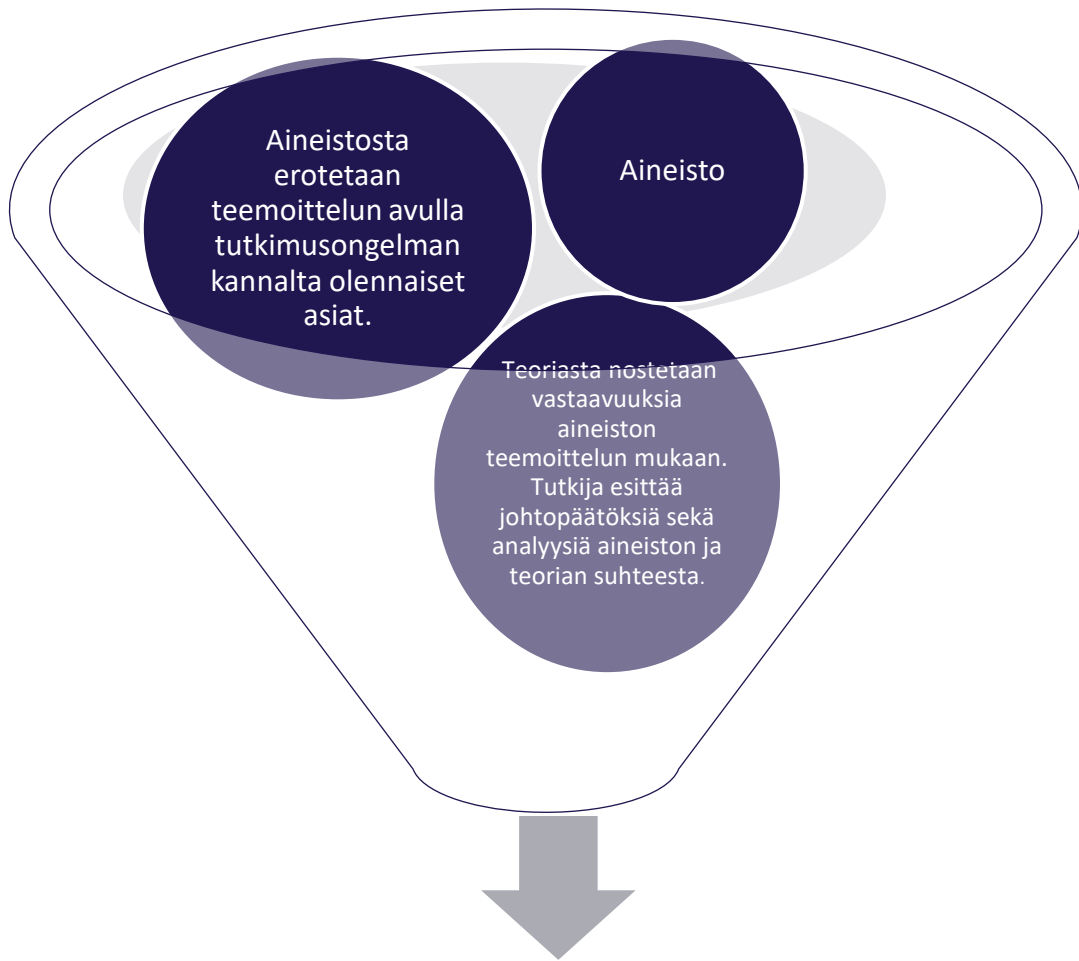 Aineistosta
erotetaan
teemoittelun avulla
tutkimusongelman
kannalta olennaiset
asiat.
Aineisto
Teoriasta nostetaan
vastaavuuksia
aineiston
teemoittelun mukaan.
Tutkija esittää
johtopäätöksiä sekä
analyysiä aineiston ja
teorian suhteesta.